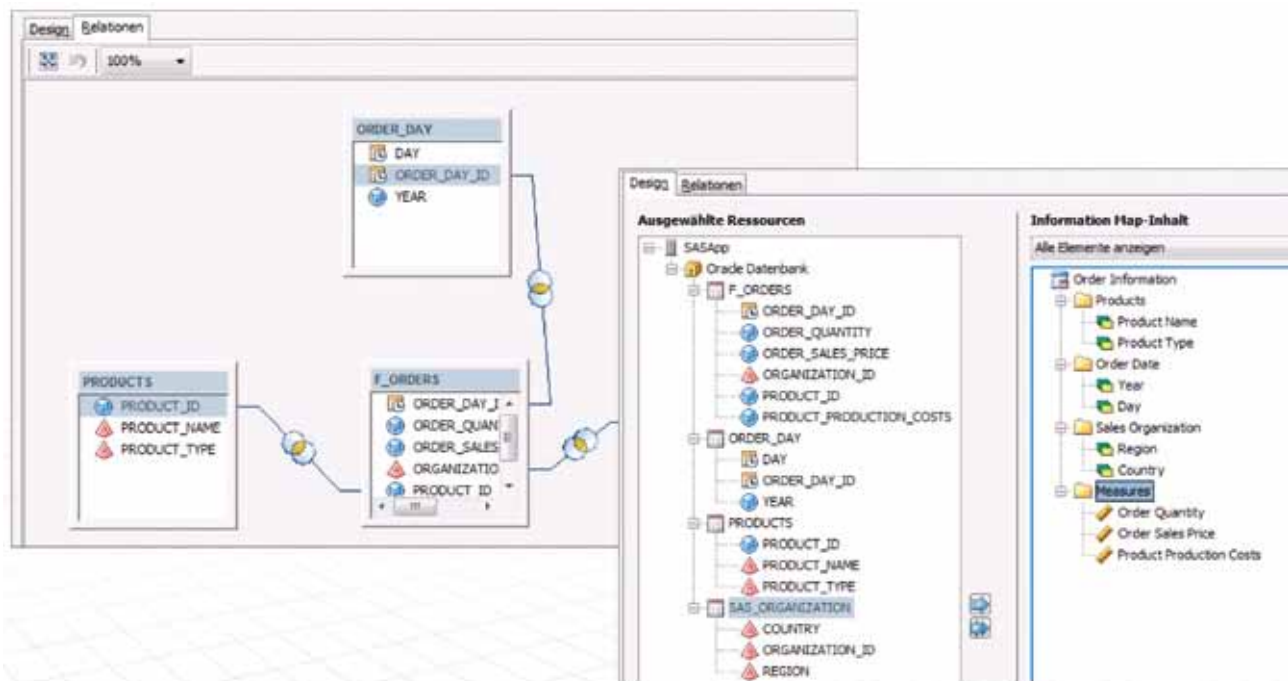 Design Relationen
100%
ORDER_DAY
DAY
ORDER_DAY_ID
YEAR
PRODUCTS
PRODUCT_ID
PRODUCT_NAME
PRODUCT_TYPE
F_ORDERS
ORDER_DAY_I
ORDER_QUAN
ORDER_SALES
ORGANIZATIO
PRODUCT_ID
Design Relationen
Ausgewählte Ressourcen
SASApp
Oracle Datenbank
F_ORDERS
ORDER_DAY_ID
ORDER_QUANTITY
ORDER_SALES_PRICE
ORGANIZATION_ID
PRODUCT_ID
PRODUCT_PRODUCTION_COSTS
ORDER_DAY
DAY
ORDER_DAY_ID
YEAR
PRODUCTS
PRODUCT_ID
PRODUCT_NAME
PRODUCT_TYPE
SAS_ORGANIZATION
COUNTRY
ORGANIZATION_ID
REGION
Information Map-Inhalt
Alle Elemente anzeigen
Order Information
Products
Product Name
Product Type
Order Date
Year
Day
Sales Organization
Region
Country
Measures
Order Quantity
Order Sales Price
Product Production Costs